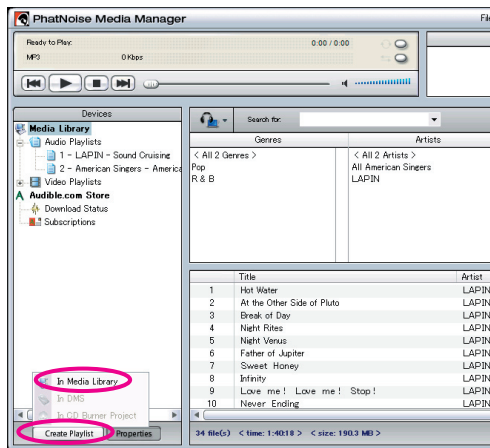 PhatNoise Media Manager
File
Ready to Play:
0:00 / 0:00
MP3
0 Kbps
Devices
Media Library
Audio Playlists
1 - LAPIN - Sound Cruising
2 - American Singers - America
Video Playlists
Audible.com Store
Download Status
Subscriptions
Search for:
Genres
Artists
< All 2 Genres >
< All 2 Artists >
Pop
All American Singers
R & B
LAPIN
Title
Artist
1 Hot Water LAPIN
2 At the Other Side of Pluto LAPIN
3 Break of Day LAPIN
4 Night Rites LAPIN
5 Night Venus LAPIN
6 Father of Jupiter LAPIN
7 Sweet Honey LAPIN
8 Infinity LAPIN
9 Love me! Love me! Stop! LAPIN
10 Never Ending LAPIN
In Media Library
In DMS
In CD Burner Project
Create Playlist
Properties
34 file(s) < time: 1:40:18 > < size: 190.3 MB >